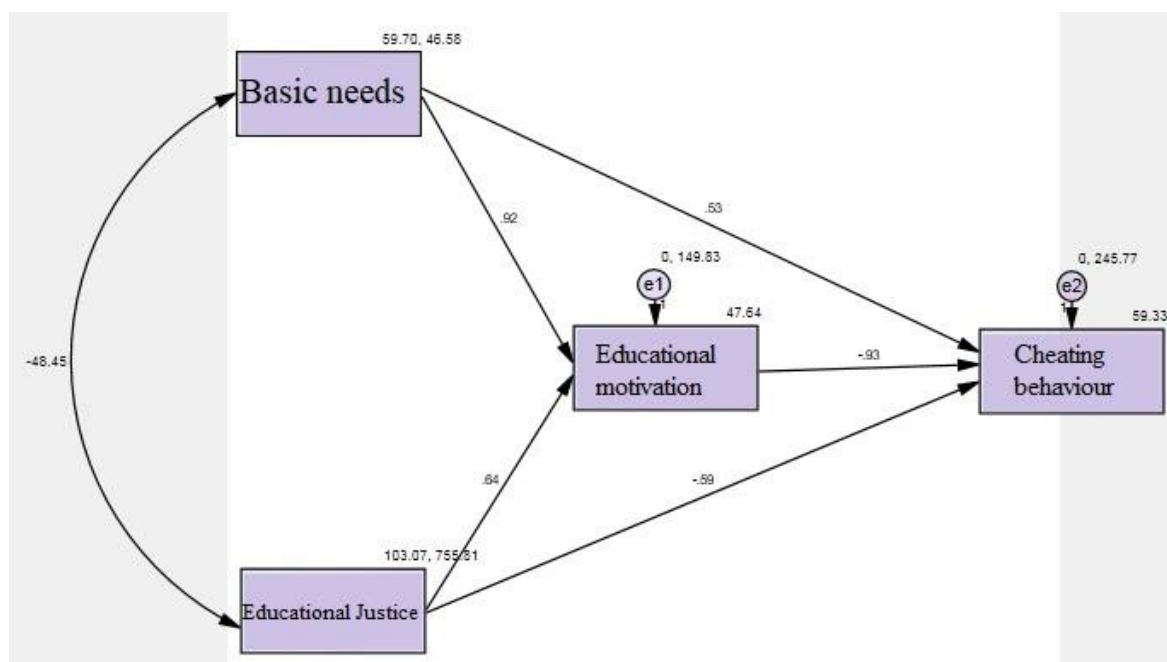 59.70, 46.58
Basic needs
.92
.53
0, 149.83
e1
1
47.64
Educational
motivation
0, 245.77
e2
1
59.33
Cheating
behaviour
-.93
-48.45
.64
-.59
103.07, 755.81
Educational Justice